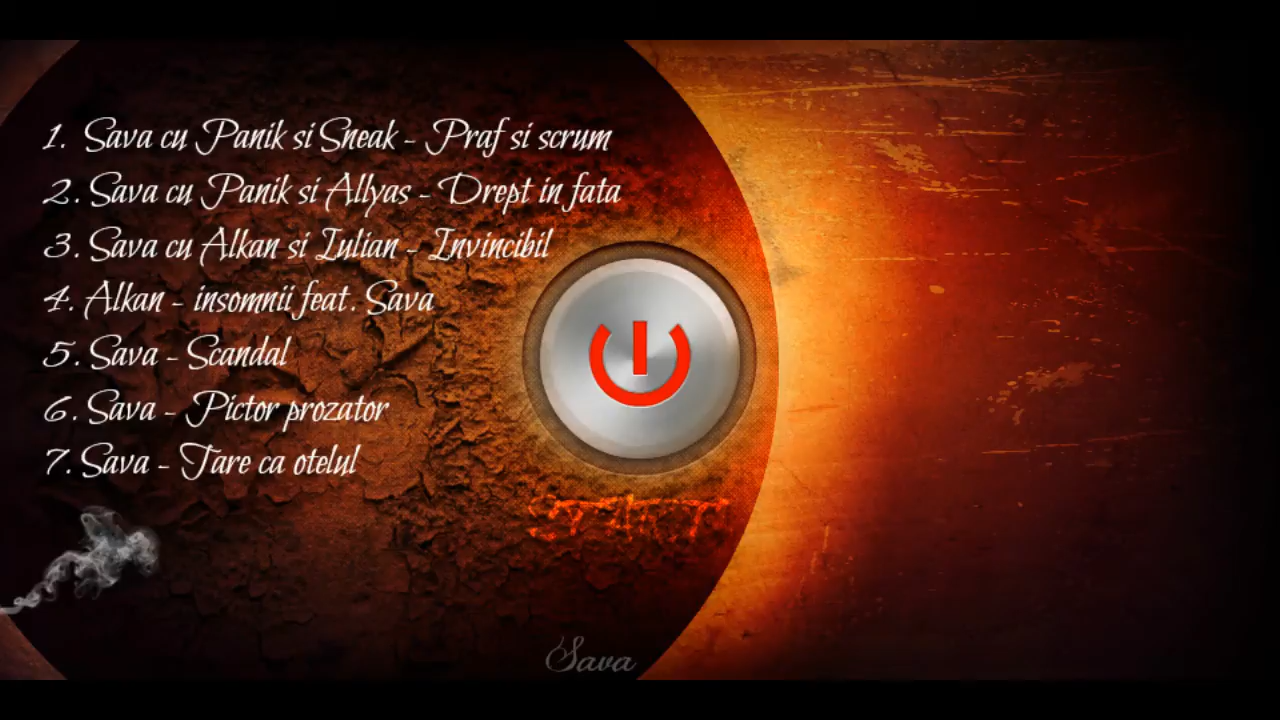 1. Sava cu Panik si Sneak - Praf si scrum
2. Sava cu Panik si Allyas - Drept in fata
3. Sava cu Alkan si Iulian - Invincibil
4. Alkan - insomnii feat. Sava
5. Sava - Scandal
6. Sava - Pictor prozator
7. Sava - Tare ca otelul
Sava